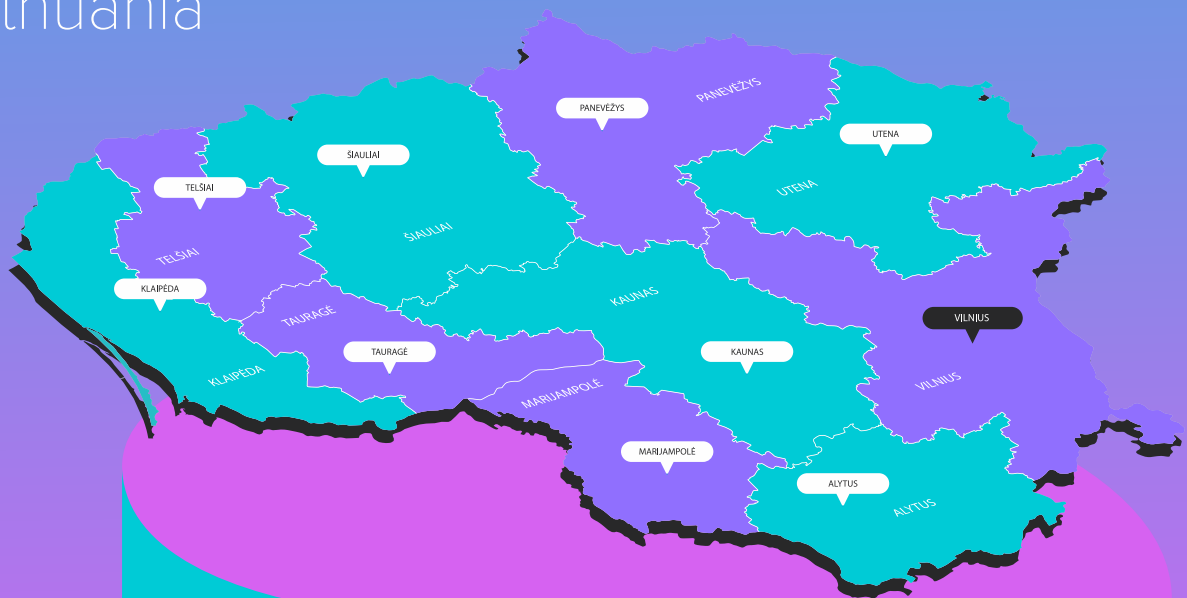 thuania
PANEVĖŽYS
PANEVĖŽYS
UTENA
UTENA
ŠIAULIAI
ŠIAULIAI
TELŠIAI
TELŠIAI
KLAIPĖDA
KLAIPĖDA
TAURAGĖ
TAURAGĖ
KAUNAS
KAUNAS
VILNIUS
VILNIUS
MARIJAMPOLĖ
MARIJAMPOLĖ
ALYTUS
ALYTUS